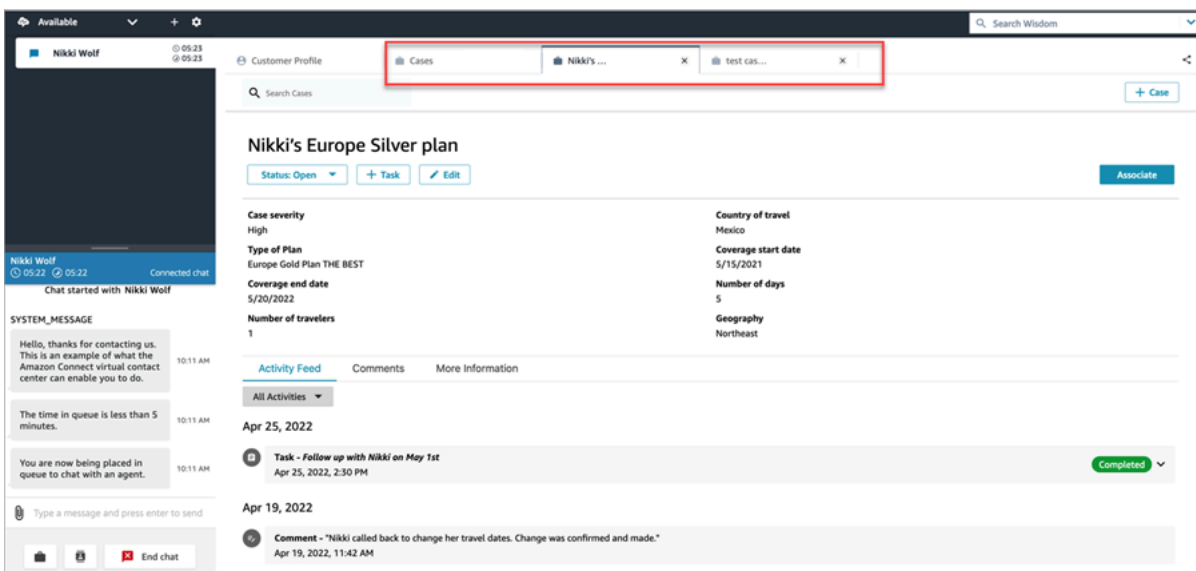 Available
Search Wisdom
Nikki Wolf
05:23
05:23
Customer Profile
Cases
Nikki's ...
test cas...
Search Cases
+ Case
Nikki's Europe Silver plan
Status: Open
+ Task
Edit
Associate
Case severity
High
Country of travel
Mexico
Type of Plan
Europe Gold Plan THE BEST
Coverage start date
5/15/2021
Coverage end date
5/20/2022
Number of days
5
Number of travelers
1
Geography
Northeast
Nikki Wolf
05:22 05:22 Connected chat
Chat started with Nikki Wolf
SYSTEM_MESSAGE
Hello, thanks for contacting us.
This is an example of what the
Amazon Connect virtual contact
center can enable you to do.
10:11 AM
The time in queue is less than 5
minutes.
10:11 AM
You are now being placed in
queue to chat with an agent.
10:11 AM
Type a message and press enter to send
End chat
Activity Feed
Comments
More Information
All Activities
Apr 25, 2022
Task - Follow up with Nikki on May 1st
Apr 25, 2022, 2:30 PM
Completed
Apr 19, 2022
Comment - "Nikki called back to change her travel dates. Change was confirmed and made."
Apr 19, 2022, 11:42 AM